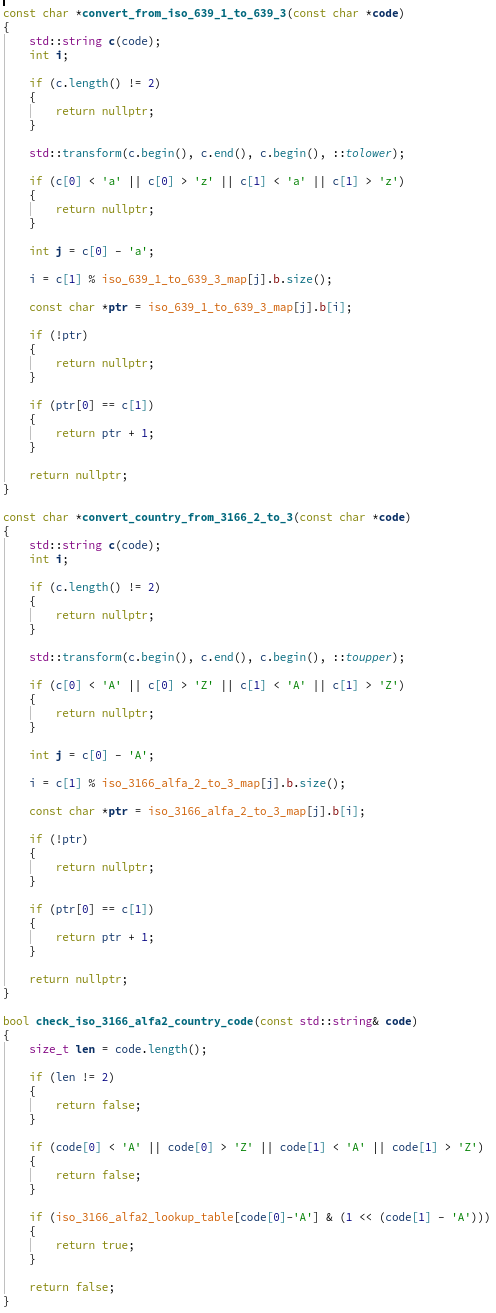 const char *convert_from_iso_639_1_to_639_3(const char *code)
{
    std::string c(code);
    int i;

    if (c.length() != 2)
    {
        return nullptr;
    }

    std::transform(c.begin(), c.end(), c.begin(), ::tolower);

    if (c[0] < 'a' || c[0] > 'z' || c[1] < 'a' || c[1] > 'z')
    {
        return nullptr;
    }

    int j = c[0] - 'a';

    i = c[1] % iso_639_1_to_639_3_map[j].b.size();

    const char *ptr = iso_639_1_to_639_3_map[j].b[i];

    if (!ptr)
    {
        return nullptr;
    }

    if (ptr[0] == c[1])
    {
        return ptr + 1;
    }

    return nullptr;
}

const char *convert_country_from_3166_2_to_3(const char *code)
{
    std::string c(code);
    int i;

    if (c.length() != 2)
    {
        return nullptr;
    }

    std::transform(c.begin(), c.end(), c.begin(), ::toupper);

    if (c[0] < 'A' || c[0] > 'Z' || c[1] < 'A' || c[1] > 'Z')
    {
        return nullptr;
    }

    int j = c[0] - 'A';

    i = c[1] % iso_3166_alfa_2_to_3_map[j].b.size();

    const char *ptr = iso_3166_alfa_2_to_3_map[j].b[i];

    if (!ptr)
    {
        return nullptr;
    }

    if (ptr[0] == c[1])
    {
        return ptr + 1;
    }

    return nullptr;
}

bool check_iso_3166_alfa2_country_code(const std::string& code)
{
    size_t len = code.length();

    if (len != 2)
    {
        return false;
    }

    if (code[0] < 'A' || code[0] > 'Z' || code[1] < 'A' || code[1] > 'Z')
    {
        return false;
    }

    if (iso_3166_alfa2_lookup_table[code[0]-'A'] & (1 << (code[1] - 'A')))
    {
        return true;
    }

    return false;
}